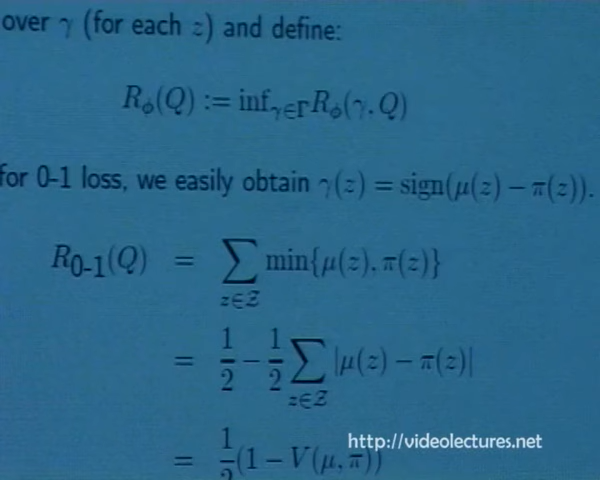 over γ (for each z) and define:
R_ϕ(Q) := inf_{γ∈Γ} R_ϕ(γ, Q)
for 0-1 loss, we easily obtain γ(z) = sign(μ(z) − π(z)).
R_{0-1}(Q) = ∑_{z∈𝒵} min{μ(z), π(z)}
= 1/2 − 1/2 ∑_{z∈𝒵} |μ(z) − π(z)|
= 1/2 (1 − V(μ, π))
http://videolectures.net